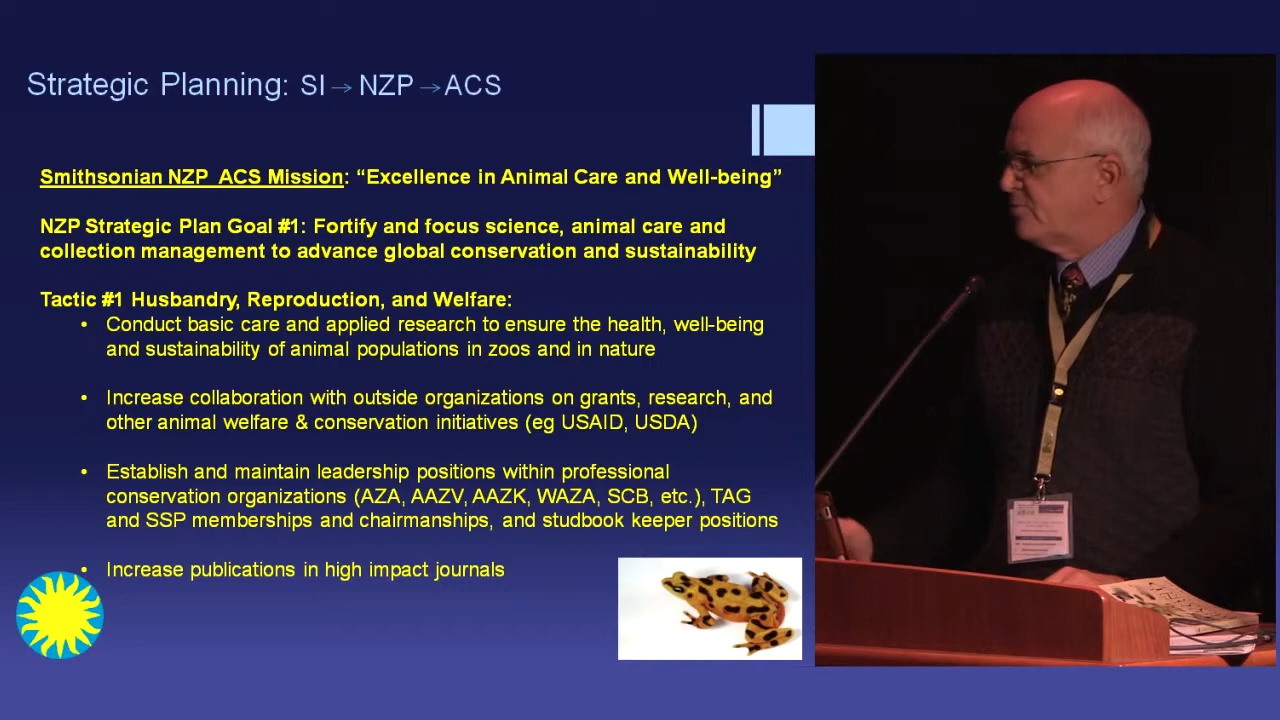 Strategic Planning: SI → NZP → ACS
Smithsonian NZP ACS Mission: “Excellence in Animal Care and Well-being”
NZP Strategic Plan Goal #1: Fortify and focus science, animal care and
collection management to advance global conservation and sustainability
Tactic #1 Husbandry, Reproduction, and Welfare:
• Conduct basic care and applied research to ensure the health, well-being
and sustainability of animal populations in zoos and in nature
• Increase collaboration with outside organizations on grants, research, and
other animal welfare & conservation initiatives (eg USAID, USDA)
• Establish and maintain leadership positions within professional
conservation organizations (AZA, AAZV, AAZK, WAZA, SCB, etc.), TAG
and SSP memberships and chairmanships, and studbook keeper positions
• Increase publications in high impact journals